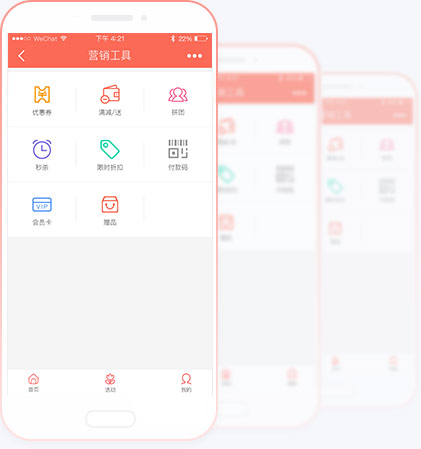 WeChat 下午 4:21 22%
营销工具
优惠券 满减/送 拼团
秒杀 限时折扣 付款码
VIP
会员卡 赠品
首页 活动 我的